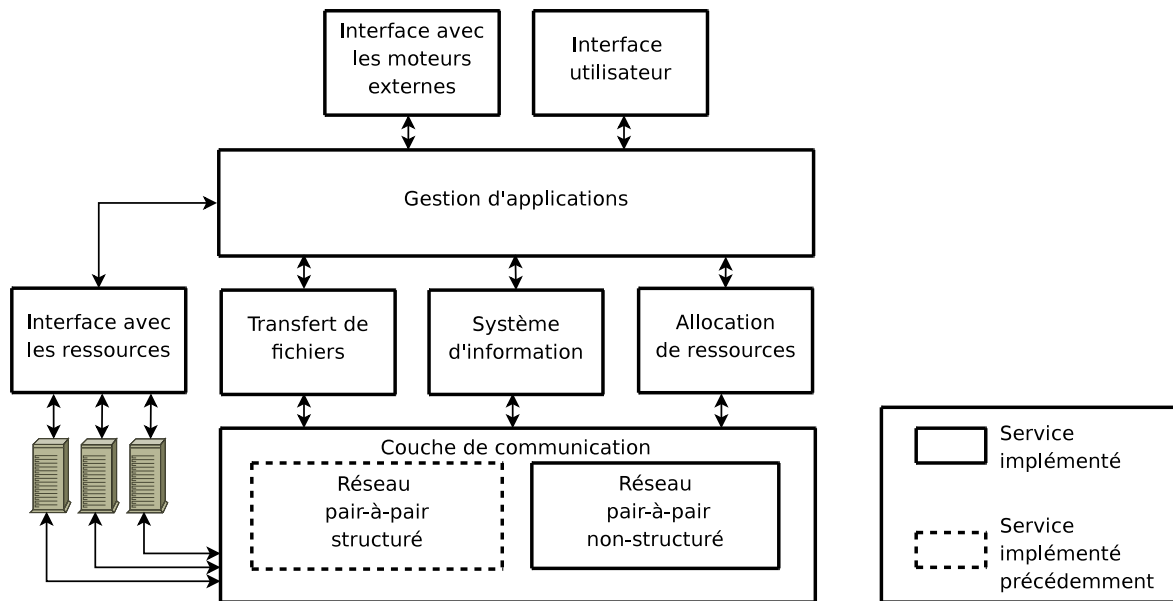 Interface avec
les moteurs
externes
Interface
utilisateur
Gestion d'applications
Interface avec
les ressources
Transfert de
fichiers
Système
d'information
Allocation
de ressources
Couche de communication
Réseau
pair-à-pair
structuré
Réseau
pair-à-pair
non-structuré
Service
implémenté
Service
implémenté
précédemment